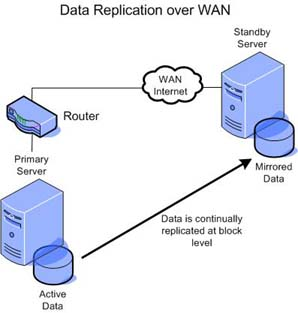 Data Replication over WAN
Standby
Server
WAN
Internet
Router
Primary
Server
Mirrored
Data
Data is continually
replicated at block
level
Active
Data